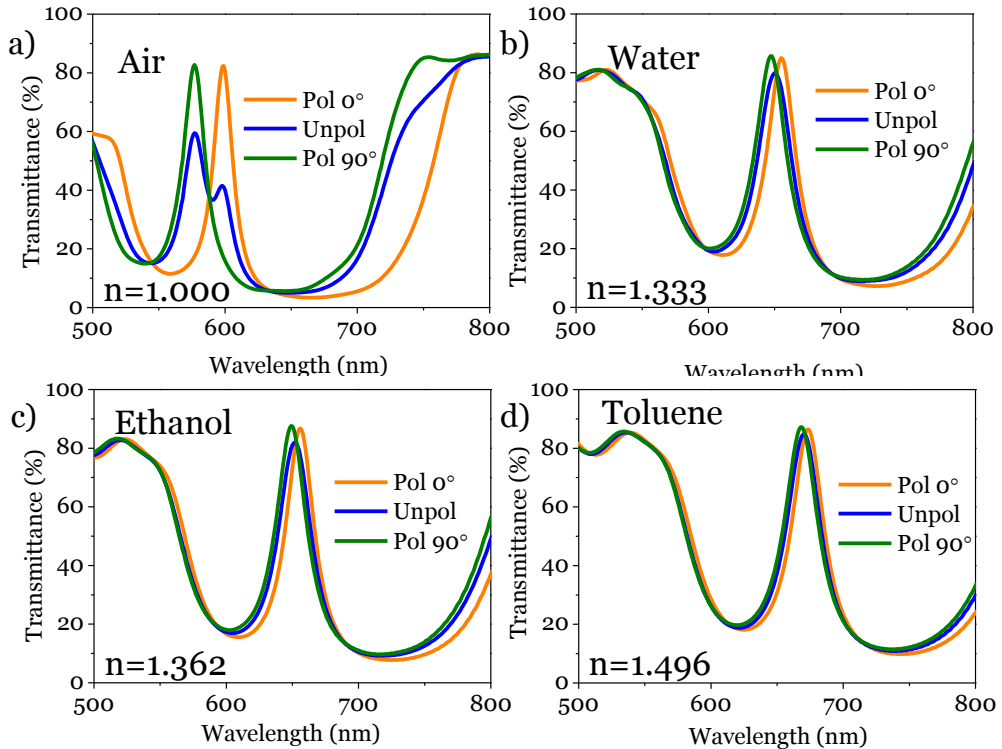 a)
Air
Pol 0°
Unpol
Pol 90°
n=1.000
Transmittance (%)
0
20
40
60
80
100
500
600
700
800
Wavelength (nm)
b)
Water
Pol 0°
Unpol
Pol 90°
n=1.333
Transmittance (%)
0
20
40
60
80
100
500
600
700
800
Wavelength (nm)
c)
Ethanol
Pol 0°
Unpol
Pol 90°
n=1.362
Transmittance (%)
0
20
40
60
80
100
500
600
700
800
Wavelength (nm)
d)
Toluene
Pol 0°
Unpol
Pol 90°
n=1.496
Transmittance (%)
0
20
40
60
80
100
500
600
700
800
Wavelength (nm)